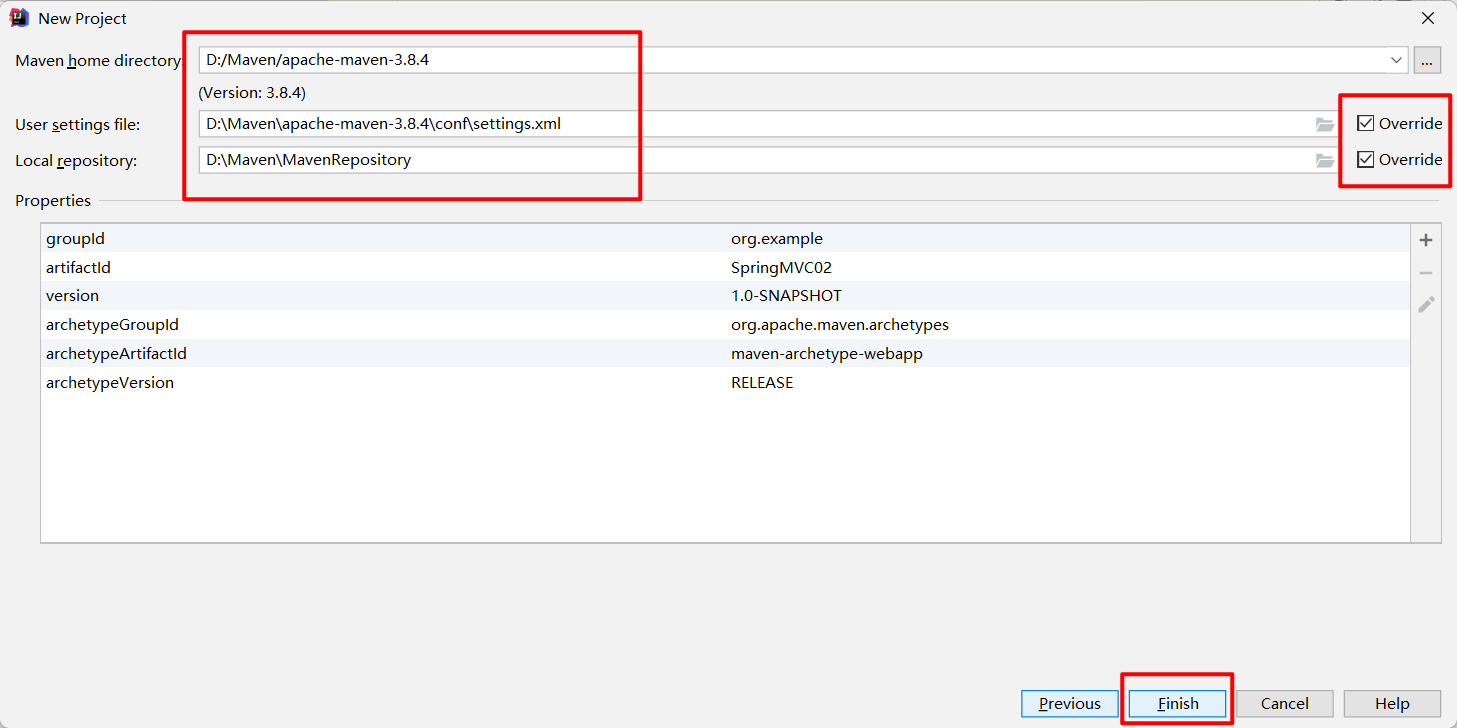 New Project
Maven home directory: D:/Maven/apache-maven-3.8.4 ...
(Version: 3.8.4)
User settings file: D:\Maven\apache-maven-3.8.4\conf\settings.xml Override
Local repository: D:\Maven\MavenRepository Override
Properties
groupId org.example
artifactId SpringMVC02
version 1.0-SNAPSHOT
archetypeGroupId org.apache.maven.archetypes
archetypeArtifactId maven-archetype-webapp
archetypeVersion RELEASE
Previous Finish Cancel Help